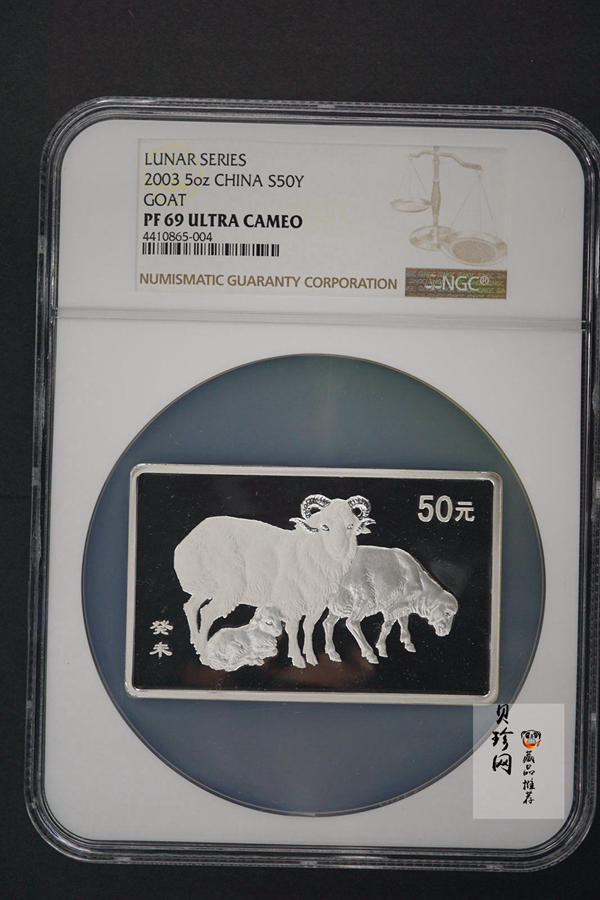 LUNAR SERIES
2003 5oz CHINA S50Y
GOAT
PF 69 ULTRA CAMEO
4410865-004
NUMISMATIC GUARANTY CORPORATION
NGC®
50元
癸未
贝珍网
藏品推荐